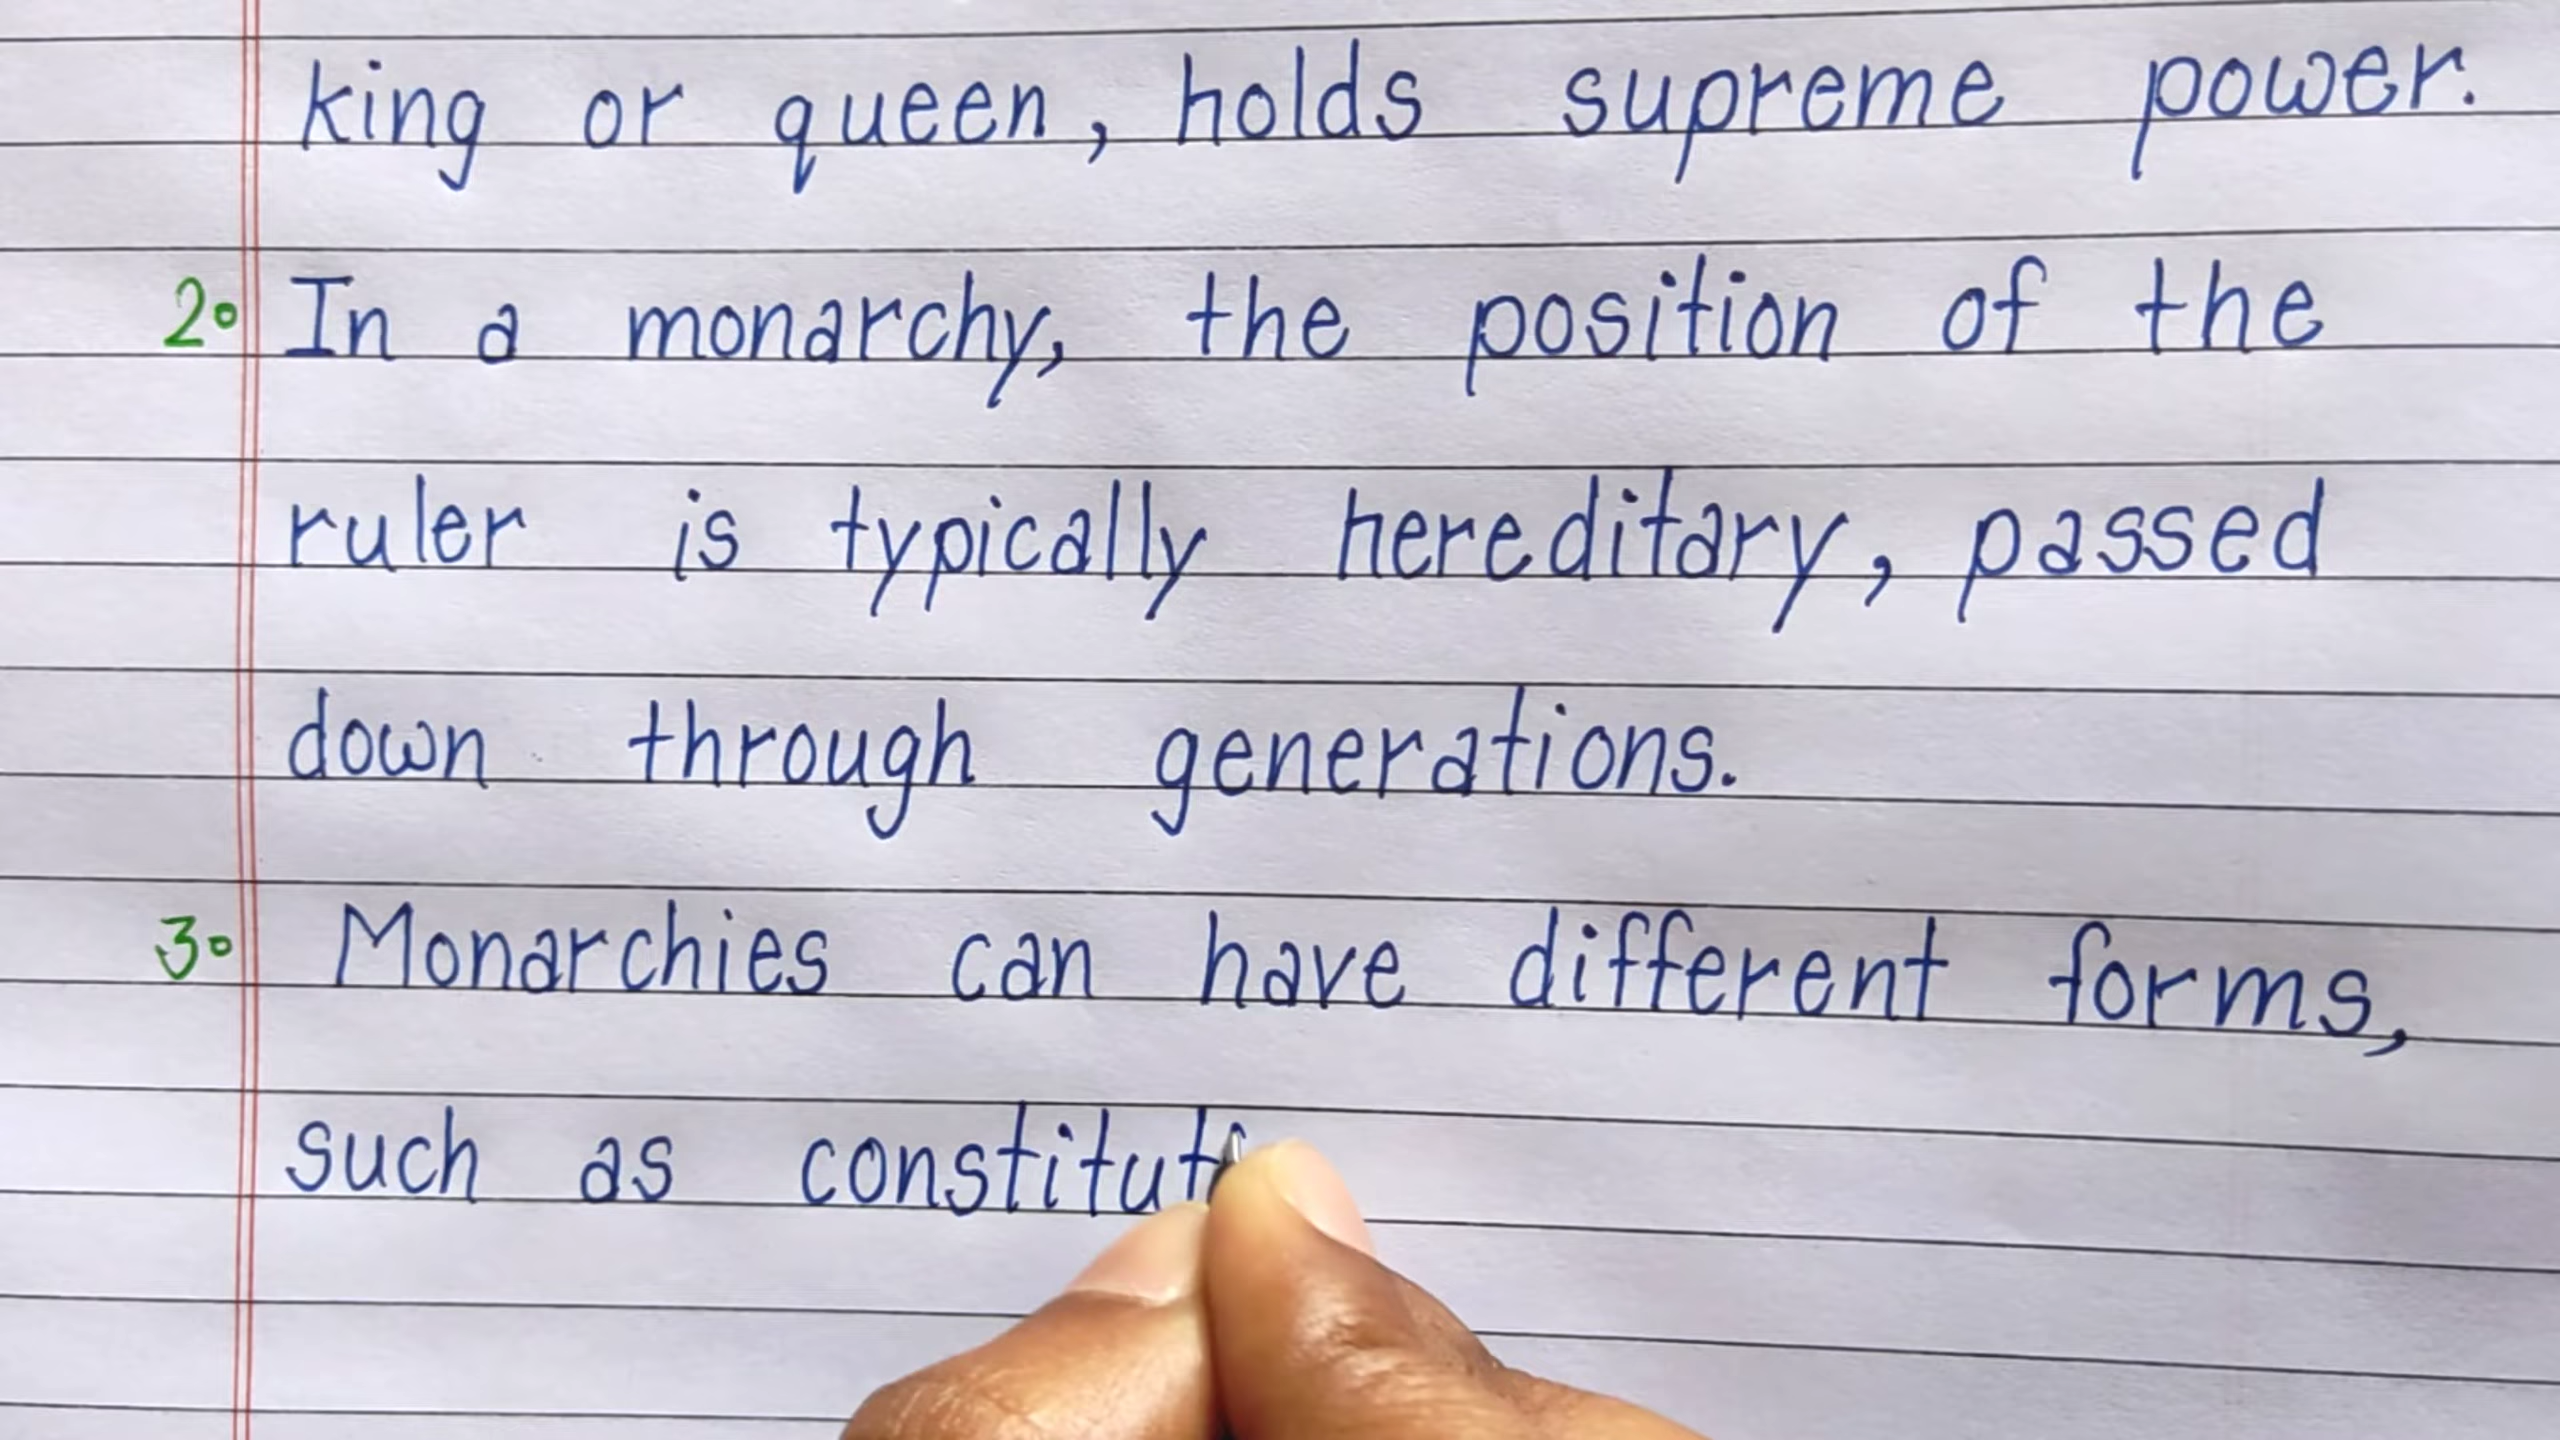 king or queen, holds supreme power.
2. In a monarchy, the position of the
ruler is typically hereditary, passed
down through generations.
3. Monarchies can have different forms,
such as constitut